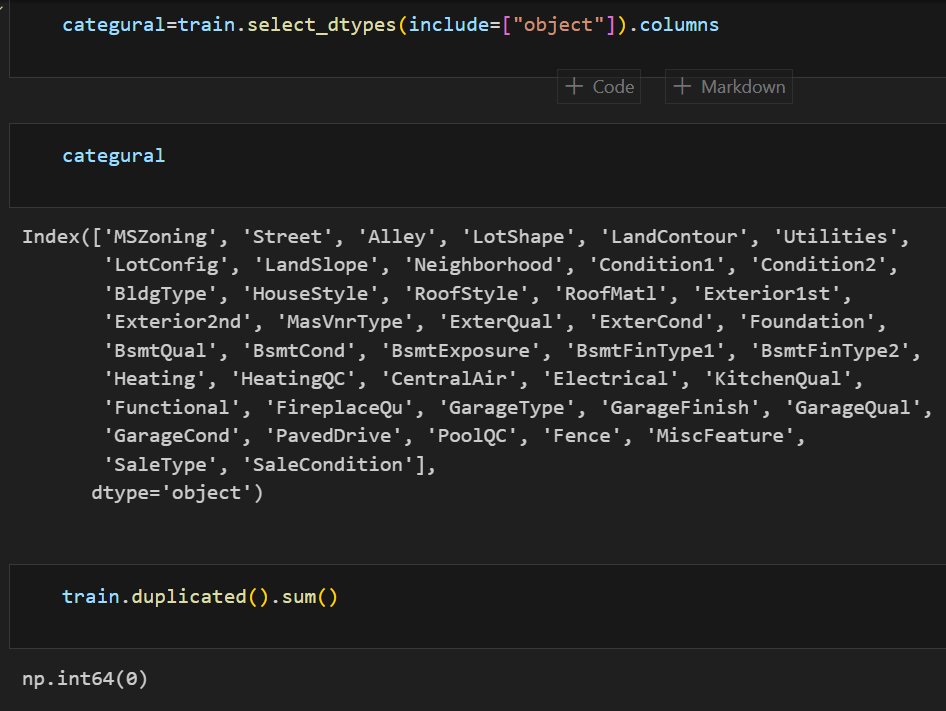 categural=train.select_dtypes(include=["object"]).columns
+ Code + Markdown
categural
Index(['MSZoning', 'Street', 'Alley', 'LotShape', 'LandContour', 'Utilities',
'LotConfig', 'LandSlope', 'Neighborhood', 'Condition1', 'Condition2',
'BldgType', 'HouseStyle', 'RoofStyle', 'RoofMatl', 'Exterior1st',
'Exterior2nd', 'MasVnrType', 'ExterQual', 'ExterCond', 'Foundation',
'BsmtQual', 'BsmtCond', 'BsmtExposure', 'BsmtFinType1', 'BsmtFinType2',
'Heating', 'HeatingQC', 'CentralAir', 'Electrical', 'KitchenQual',
'Functional', 'FireplaceQu', 'GarageType', 'GarageFinish', 'GarageQual',
'GarageCond', 'PavedDrive', 'PoolQC', 'Fence', 'MiscFeature',
'SaleType', 'SaleCondition'],
dtype='object')
train.duplicated().sum()
np.int64(0)